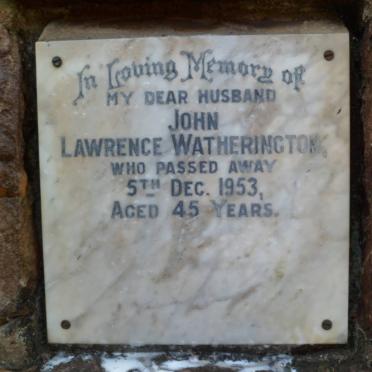 In Loving Memory of
MY DEAR HUSBAND
JOHN
LAWRENCE WATHERINGTON,
WHO PASSED AWAY
5TH DEC. 1953,
AGED 45 YEARS.